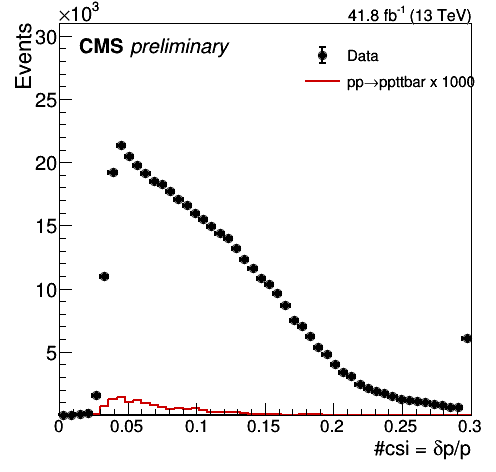 ×10³
41.8 fb⁻¹ (13 TeV)
Events
CMS preliminary
Data
pp→ppttbar x 1000
30
25
20
15
10
5
0 0.05 0.1 0.15 0.2 0.25 0.3
#csi = δp/p